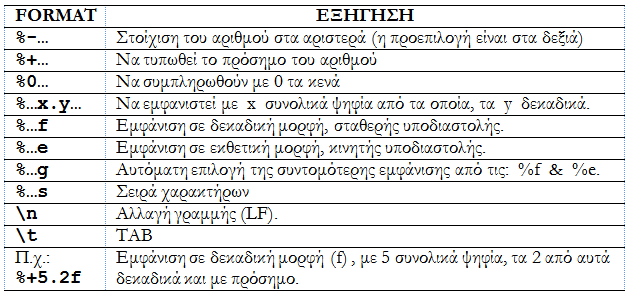 FORMAT ΕΞΗΓΗΣΗ
%-… Στοίχιση του αριθμού στα αριστερά (η προεπιλογή είναι στα δεξιά)
%+… Να τυπωθεί το πρόσημο του αριθμού
%0… Να συμπληρωθούν με 0 τα κενά
%…x.y… Να εμφανιστεί με x συνολικά ψηφία από τα οποία, τα y δεκαδικά.
%…f Εμφάνιση σε δεκαδική μορφή, σταθερής υποδιαστολής.
%…e Εμφάνιση σε εκθετική μορφή, κινητής υποδιαστολής.
%…g Αυτόματη επιλογή της συντομότερης εμφάνισης από τις: %f & %e.
%…s Σειρά χαρακτήρων
\n Αλλαγή γραμμής (LF).
\t TAB
Π.χ.: Εμφάνιση σε δεκαδική μορφή (f) , με 5 συνολικά ψηφία, τα 2 από αυτά
%+5.2f δεκαδικά και με πρόσημο.